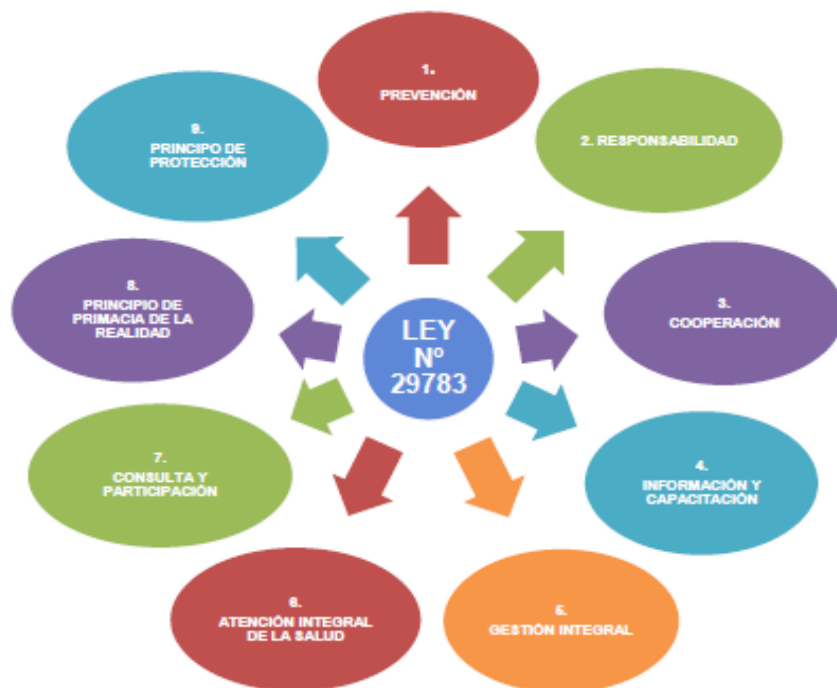 1.
PREVENCIÓN
2. RESPONSABILIDAD
3.
COOPERACIÓN
4.
INFORMACIÓN Y
CAPACITACIÓN
5.
GESTIÓN INTEGRAL
6.
ATENCIÓN INTEGRAL
DE LA SALUD
7.
CONSULTA Y
PARTICIPACIÓN
8.
PRINCIPIO DE
PRIMACIA DE LA
REALIDAD
9.
PRINCIPO DE
PROTECCIÓN
LEY
Nº
29783